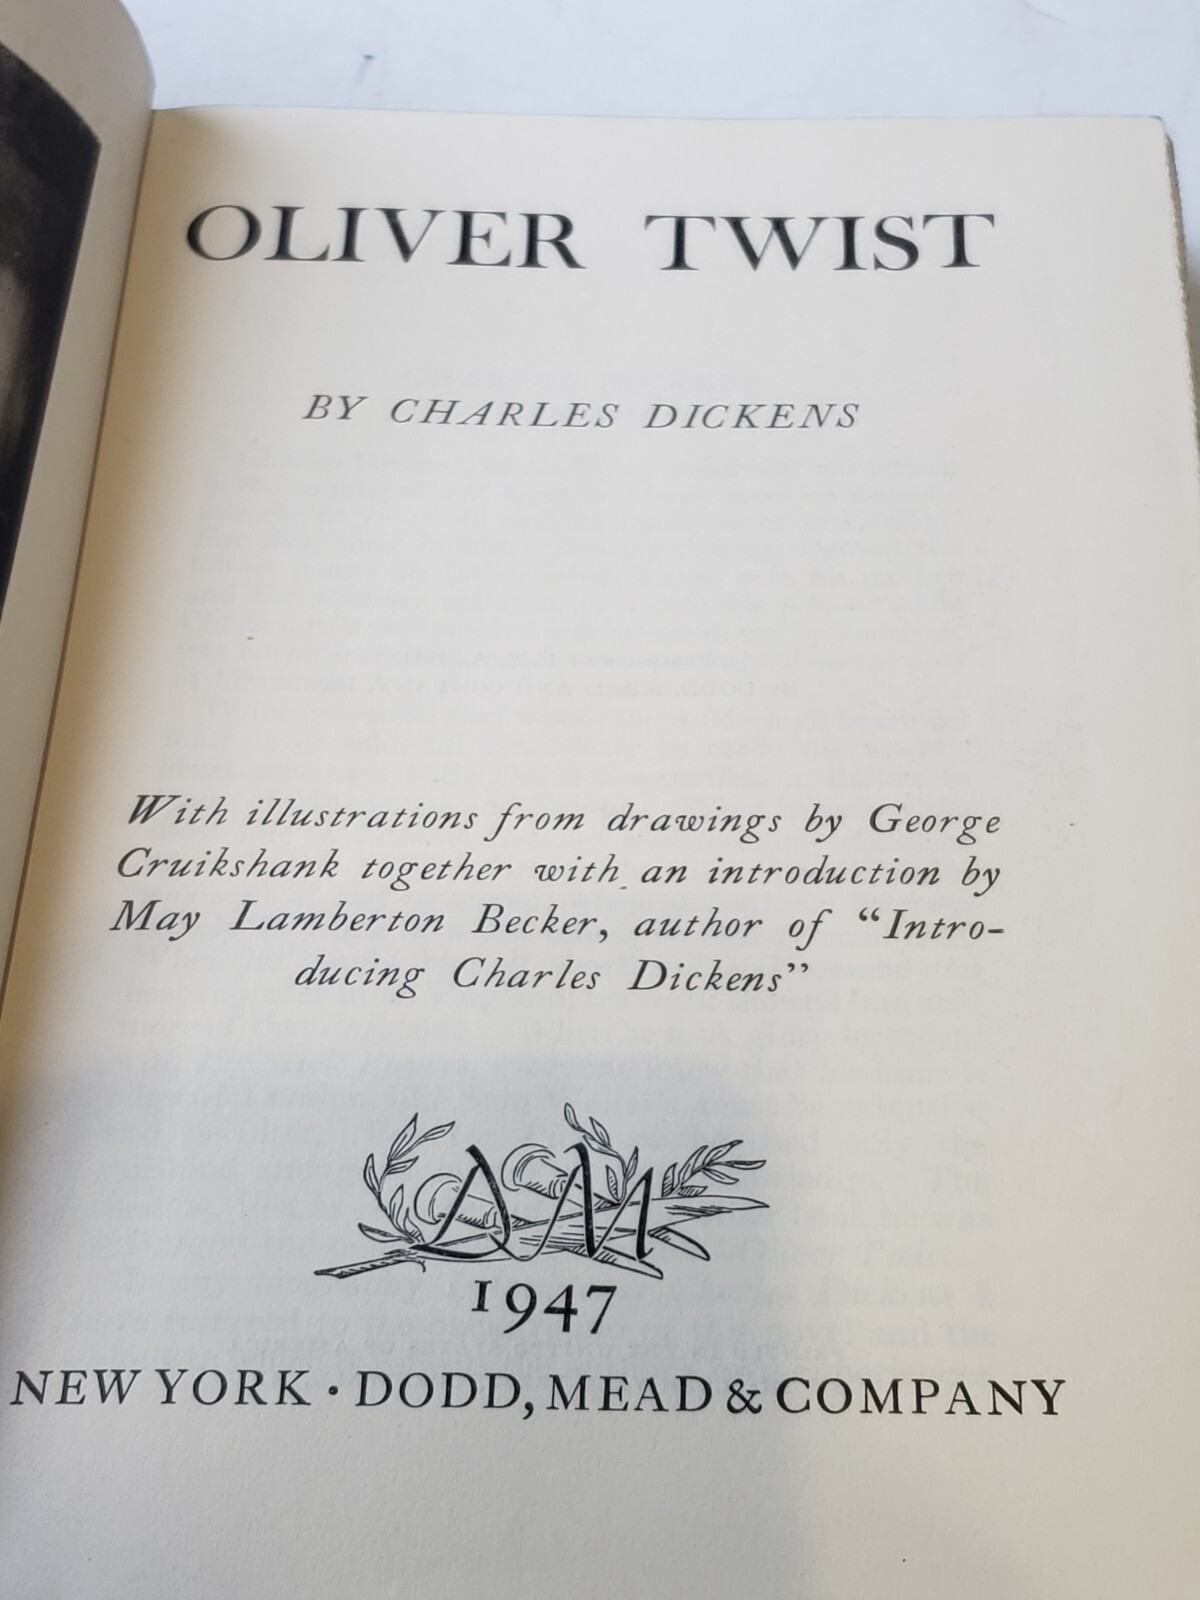 OLIVER TWIST
BY CHARLES DICKENS
With illustrations from drawings by George
Cruikshank together with an introduction by
May Lamberton Becker, author of “Intro-
ducing Charles Dickens”
DM
1947
NEW YORK · DODD, MEAD & COMPANY